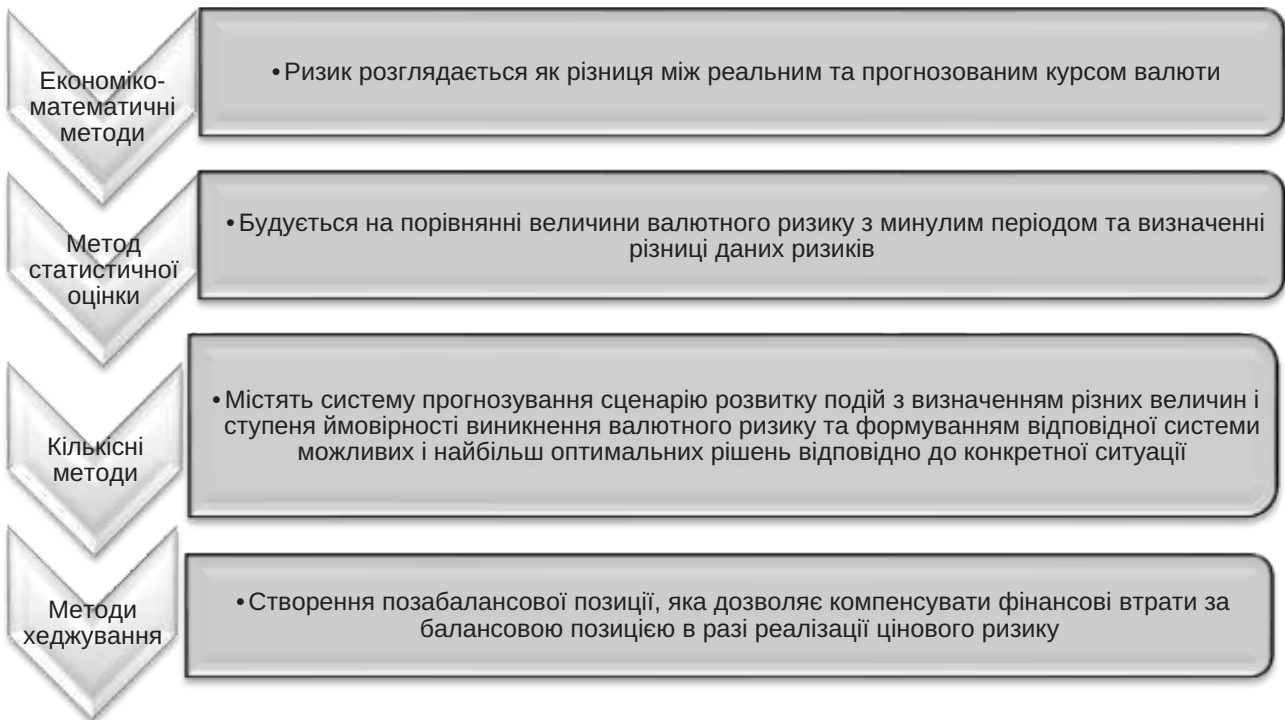 Економіко-
математичні
методи
• Ризик розглядається як різниця між реальним та прогнозованим курсом валюти
Метод
статистичної
оцінки
• Будується на порівнянні величини валютного ризику з минулим періодом та визначенні
різниці даних ризиків
Кількісні
методи
• Містять систему прогнозування сценарію розвитку подій з визначенням різних величин і
ступеня ймовірності виникнення валютного ризику та формуванням відповідної системи
можливих і найбільш оптимальних рішень відповідно до конкретної ситуації
Методи
хеджування
• Створення позабалансової позиції, яка дозволяє компенсувати фінансові втрати за
балансовою позицією в разі реалізації цінового ризику